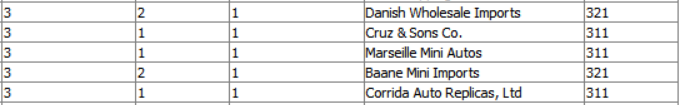 3 2 1 Danish Wholesale Imports 321
3 1 1 Cruz & Sons Co. 311
3 1 1 Marseille Mini Autos 311
3 2 1 Baane Mini Imports 321
3 1 1 Corrida Auto Replicas, Ltd 311